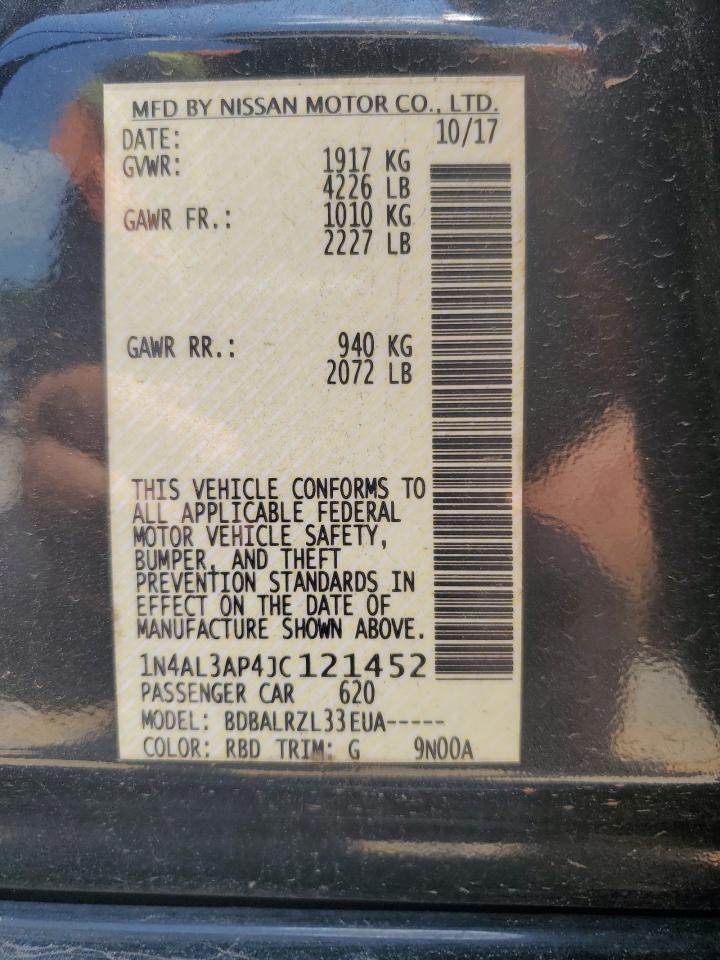 MFD BY NISSAN MOTOR CO., LTD.
DATE: 10/17
GVWR: 1917 KG
4226 LB
GAWR FR.: 1010 KG
2227 LB
GAWR RR.: 940 KG
2072 LB
THIS VEHICLE CONFORMS TO
ALL APPLICABLE FEDERAL
MOTOR VEHICLE SAFETY,
BUMPER, AND THEFT
PREVENTION STANDARDS IN
EFFECT ON THE DATE OF
MANUFACTURE SHOWN ABOVE.
1N4AL3AP4JC121452
PASSENGER CAR 620
MODEL: BDBALRZL33EUA-----
COLOR: RBD TRIM: G 9N00A